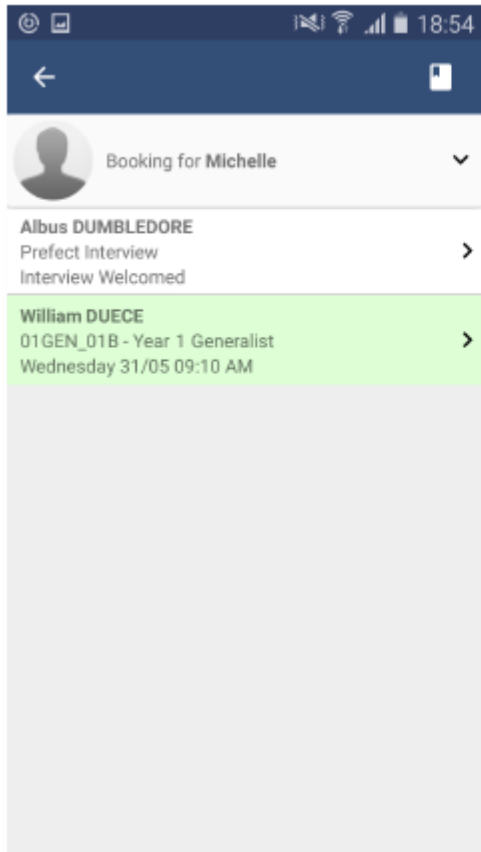 18:54
Booking for Michelle
Albus DUMBLEDORE
Prefect Interview
Interview Welcomed
William DUECE
01GEN_01B - Year 1 Generalist
Wednesday 31/05 09:10 AM